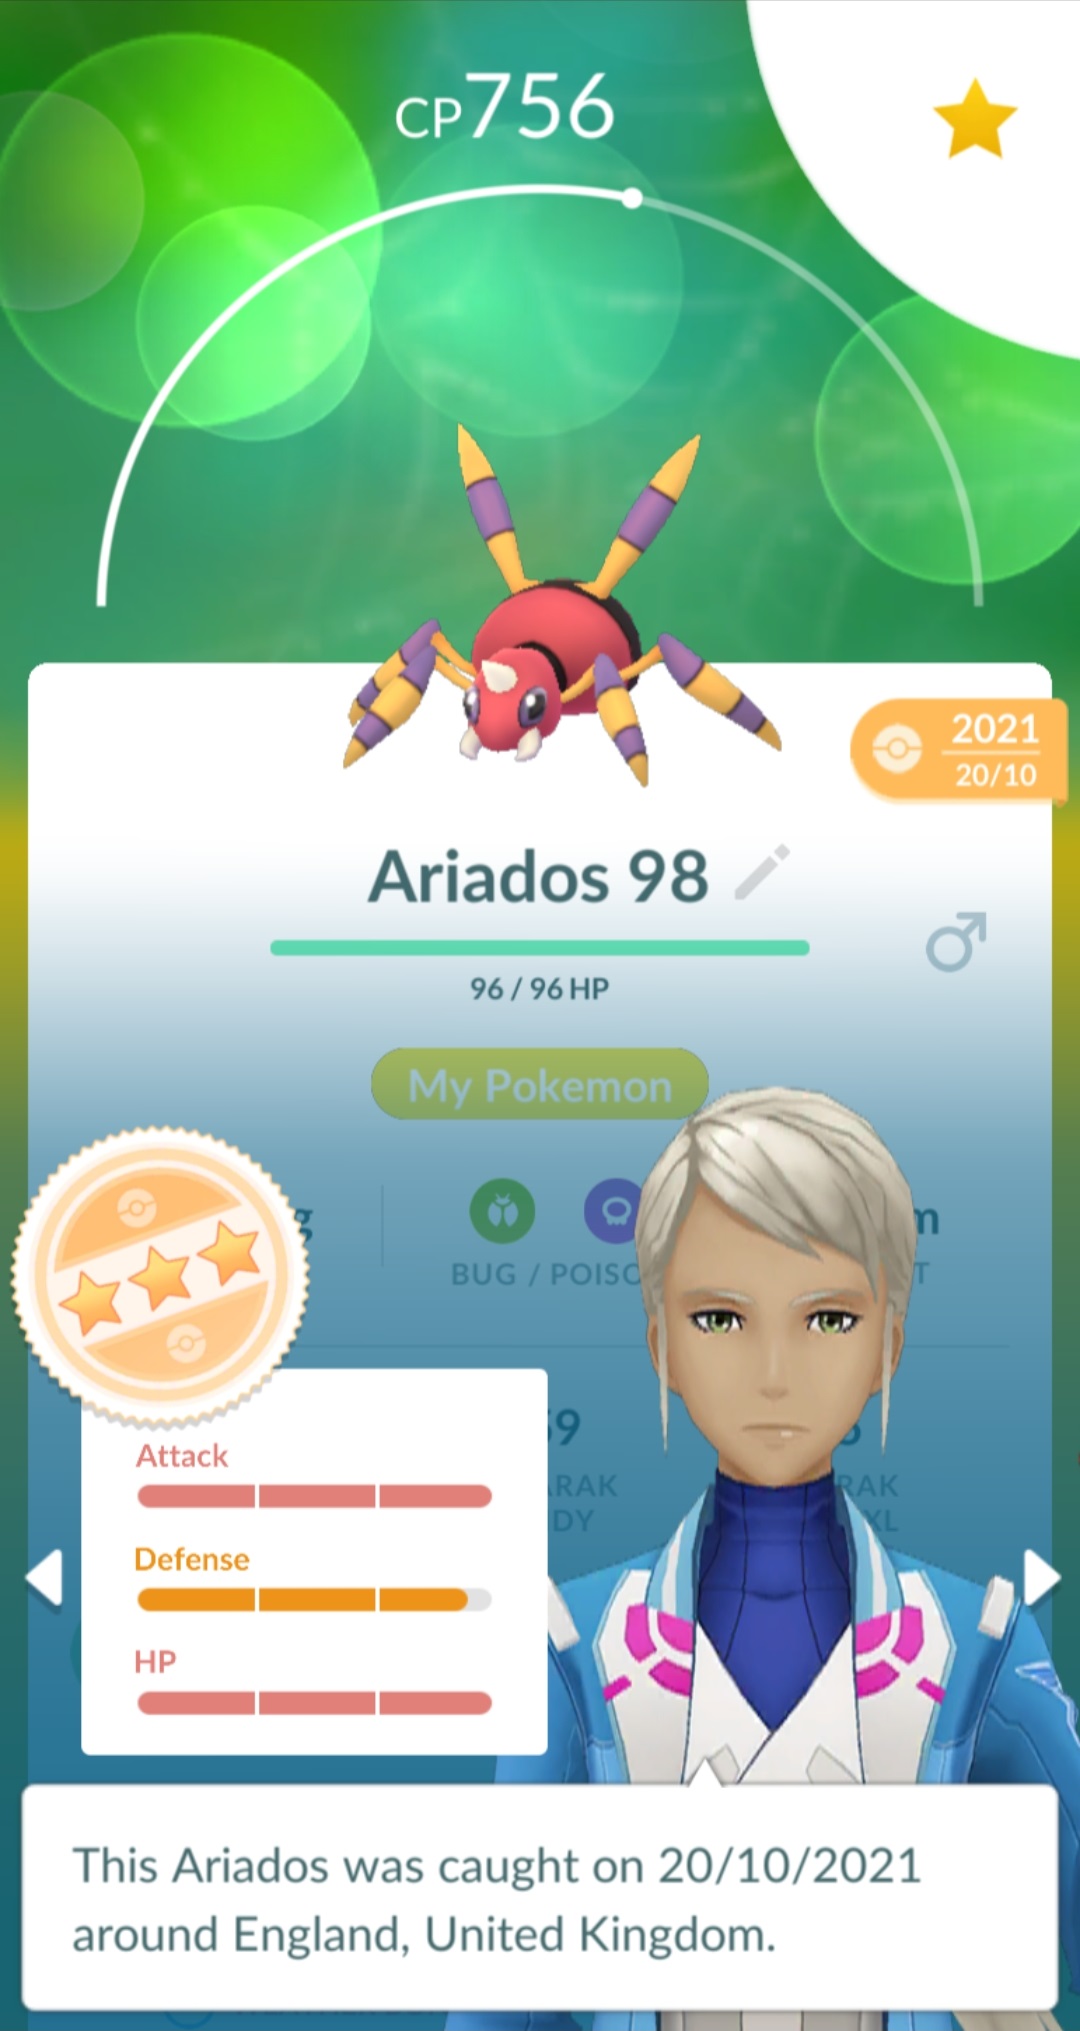 CP756
2021
20/10
Ariados 98
96 / 96 HP
My Pokemon
BUG /
Attack
Defense
HP
This Ariados was caught on 20/10/2021
around England, United Kingdom.